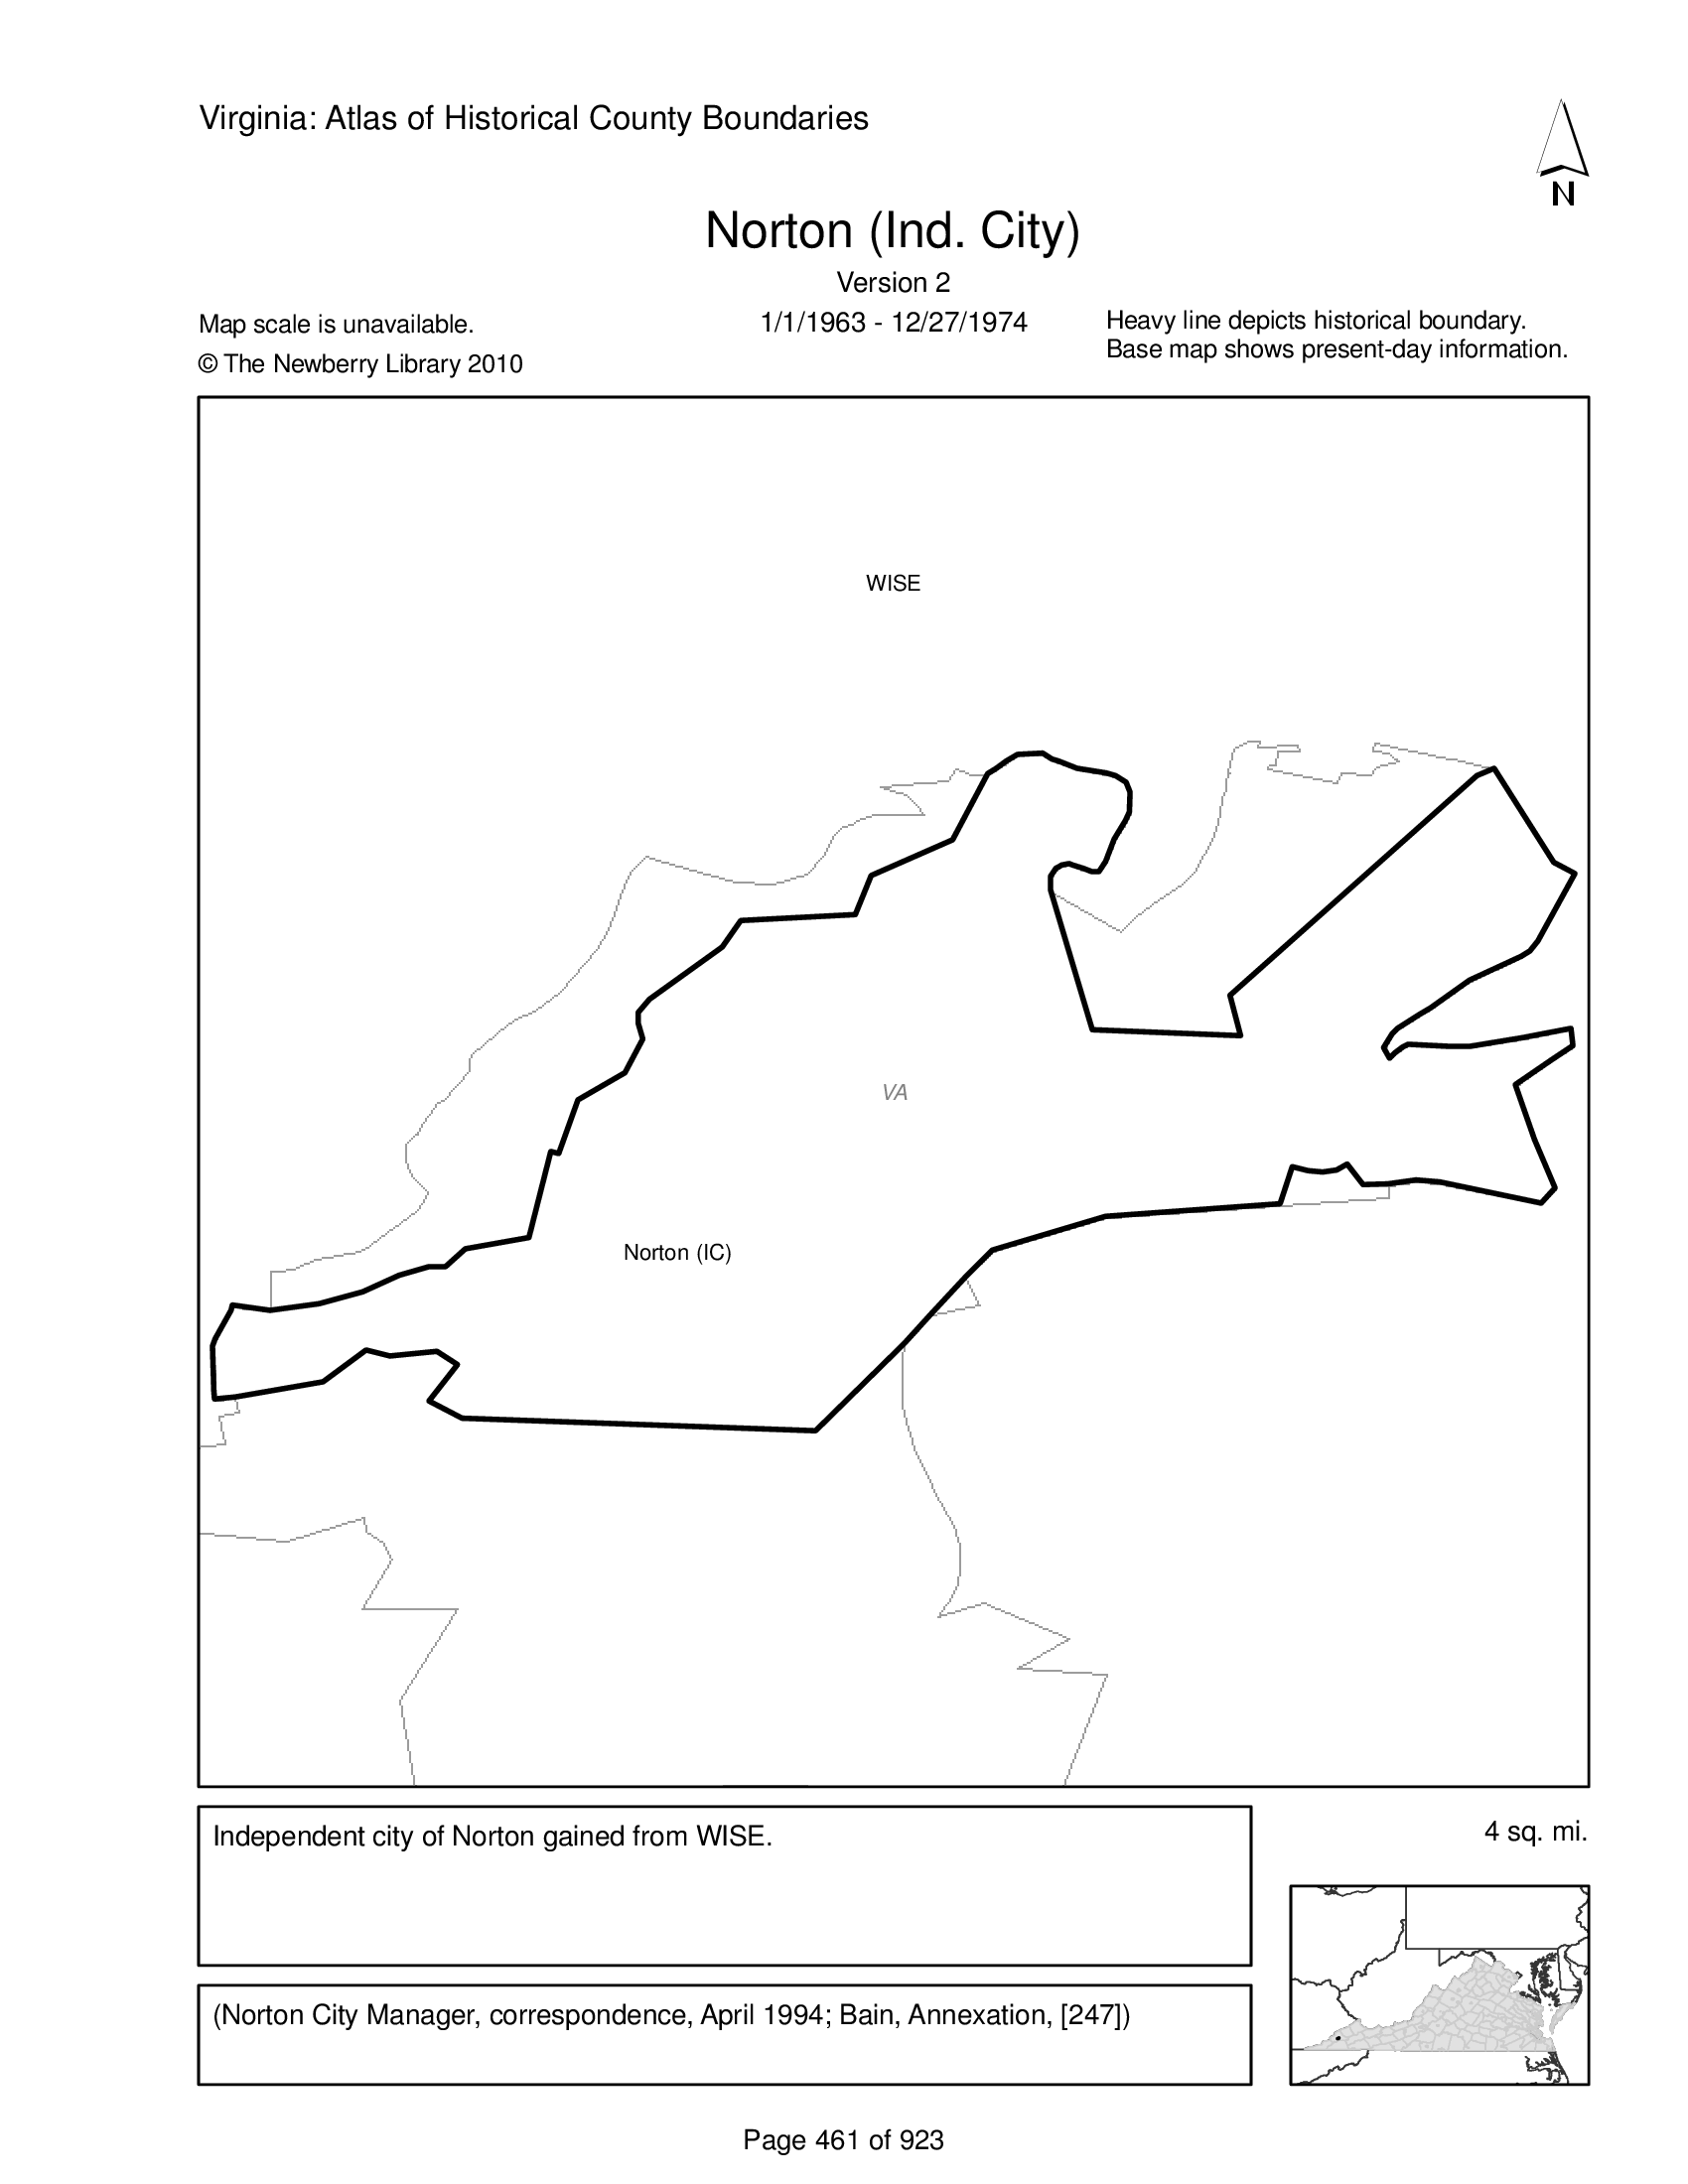 Virginia: Atlas of Historical County Boundaries
N
Norton (Ind. City)
Version 2
Map scale is unavailable.
1/1/1963 - 12/27/1974
Heavy line depicts historical boundary.
© The Newberry Library 2010
Base map shows present-day information.
WISE
VA
Norton (IC)
Independent city of Norton gained from WISE.
4 sq. mi.
(Norton City Manager, correspondence, April 1994; Bain, Annexation, [247])
Page 461 of 923